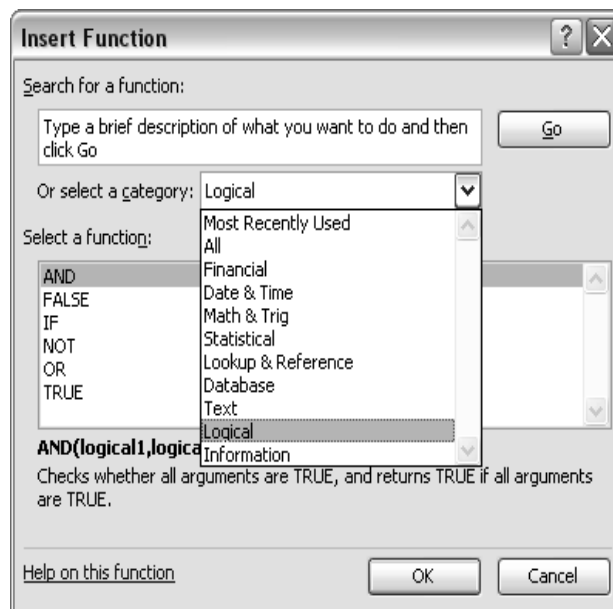 Insert Function
Search for a function:
Type a brief description of what you want to do and then
click Go
Go
Or select a category: Logical
Most Recently Used
All
Financial
Date & Time
Math & Trig
Statistical
Lookup & Reference
Database
Text
Logical
Information
Select a function:
AND
FALSE
IF
NOT
OR
TRUE
AND(logical1,logica
Checks whether all arguments are TRUE, and returns TRUE if all arguments
are TRUE.
Help on this function
OK
Cancel